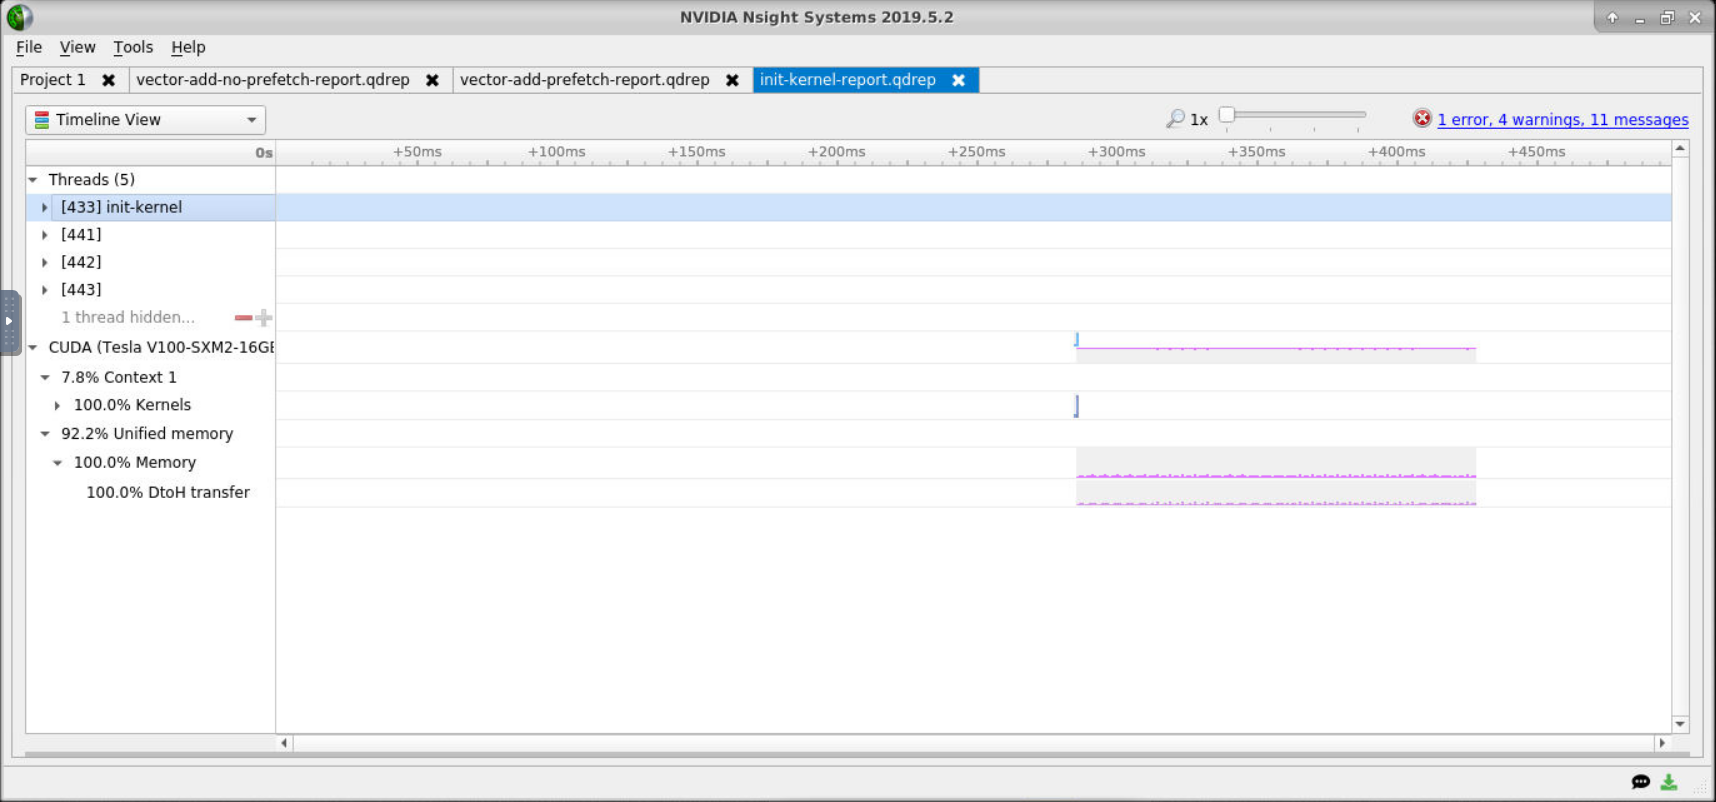 NVIDIA Nsight Systems 2019.5.2
File View Tools Help
Project 1 vector-add-no-prefetch-report.qdrep vector-add-prefetch-report.qdrep init-kernel-report.qdrep
Timeline View 1x 1 error, 4 warnings, 11 messages
0s +50ms +100ms +150ms +200ms +250ms +300ms +350ms +400ms +450ms
Threads (5)
[433] init-kernel
[441]
[442]
[443]
1 thread hidden...
CUDA (Tesla V100-SXM2-16GE
7.8% Context 1
100.0% Kernels
92.2% Unified memory
100.0% Memory
100.0% DtoH transfer